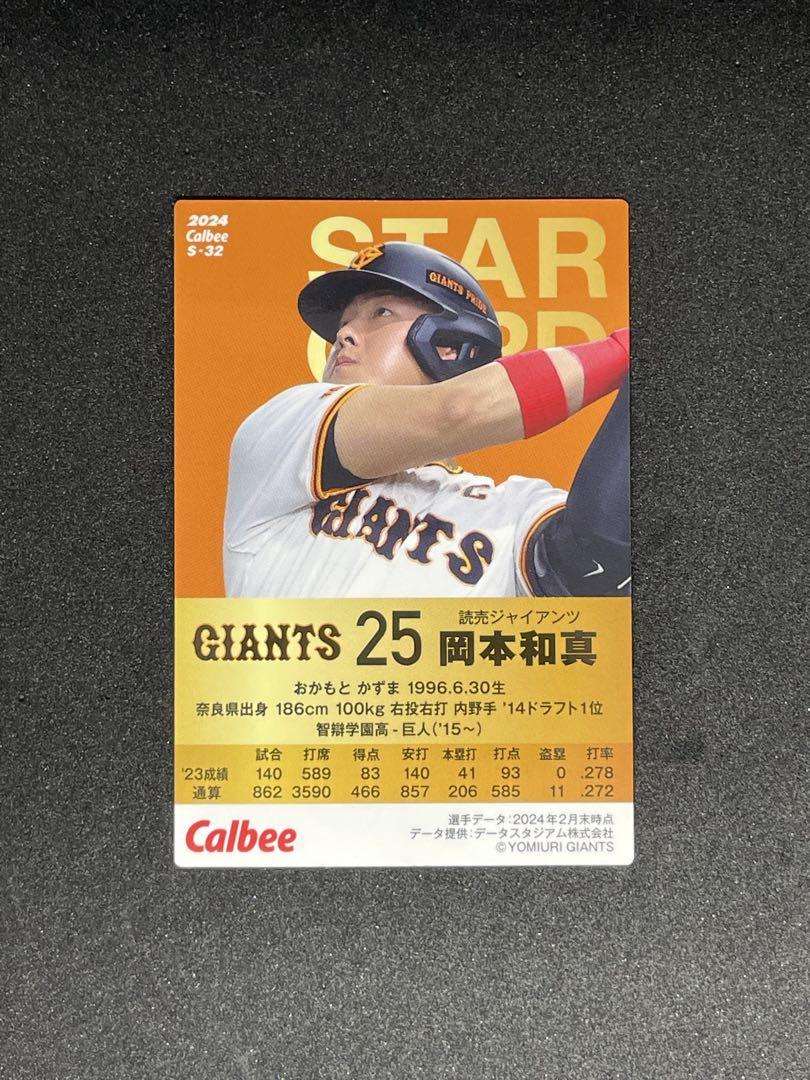 2024
Calbee
S-32
STAR
GIANTS PRIDE
GIANTS
GIANTS 25 読売ジャイアンツ
岡本和真
おかもと かずま 1996.6.30生
奈良県出身 186cm 100kg 右投右打 内野手 '14ドラフト1位
智辯学園高 - 巨人('15～)
試合 打席 得点 安打 本塁打 打点 盗塁 打率
'23成績 140 589 83 140 41 93 0 .278
通算 862 3590 466 857 206 585 11 .272
Calbee
選手データ:2024年2月末時点
データ提供:データスタジアム株式会社
©YOMIURI GIANTS